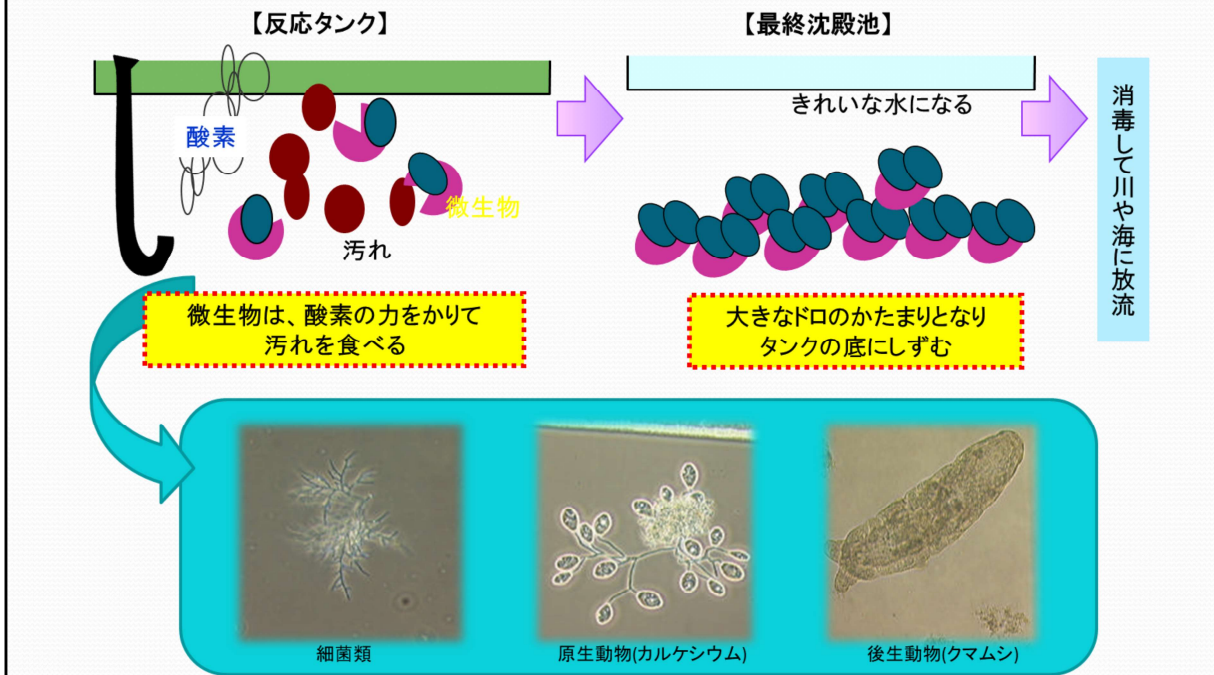 【反応タンク】
【最終沈殿池】
酸素
汚れ
微生物
きれいな水になる
消毒して川や海に放流
微生物は、酸素の力をかりて
汚れを食べる
大きなドロのかたまりとなり
タンクの底にしずむ
細菌類
原生動物(カルケシウム)
後生動物(クマムシ)